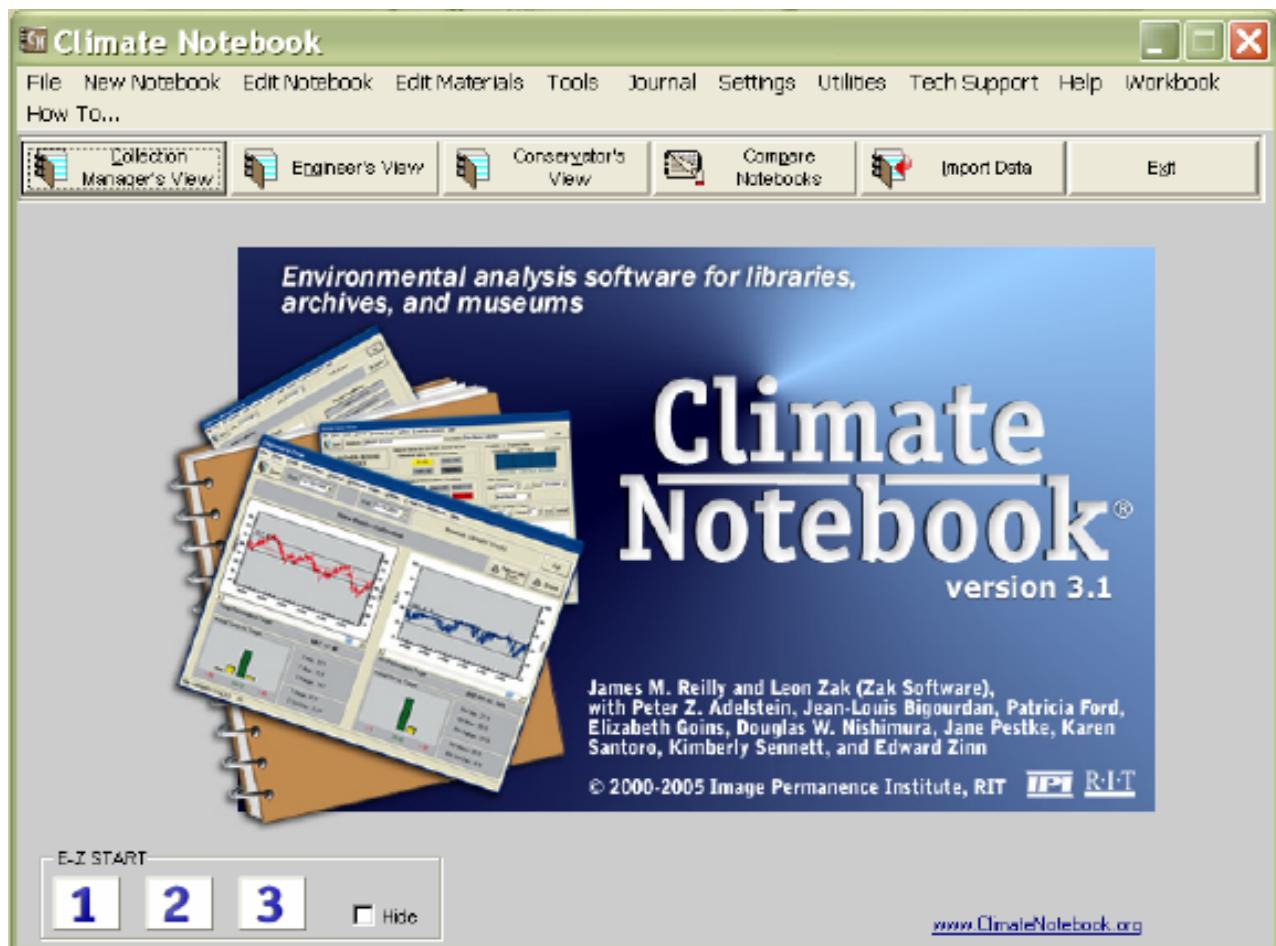 Climate Notebook
File New Notebook Edit Notebook Edit Materials Tools Journal Settings Utilities Tech Support Help Workbook
How To...
Collection
Manager's View
Engineer's View
Conservator's
View
Compare
Notebooks
Import Data
Exit
Environmental analysis software for libraries,
archives, and museums
Climate
Notebook®
version 3.1
James M. Reilly and Leon Zak (Zak Software),
with Peter Z. Adelstein, Jean-Louis Bigourdan, Patricia Ford,
Elizabeth Goins, Douglas W. Nishimura, Jane Pestke, Karen
Santoro, Kimberly Sennett, and Edward Zinn
© 2000-2005 Image Permanence Institute, RIT IPI R·I·T
E-Z START
1 2 3 Hide
www.ClimateNotebook.org